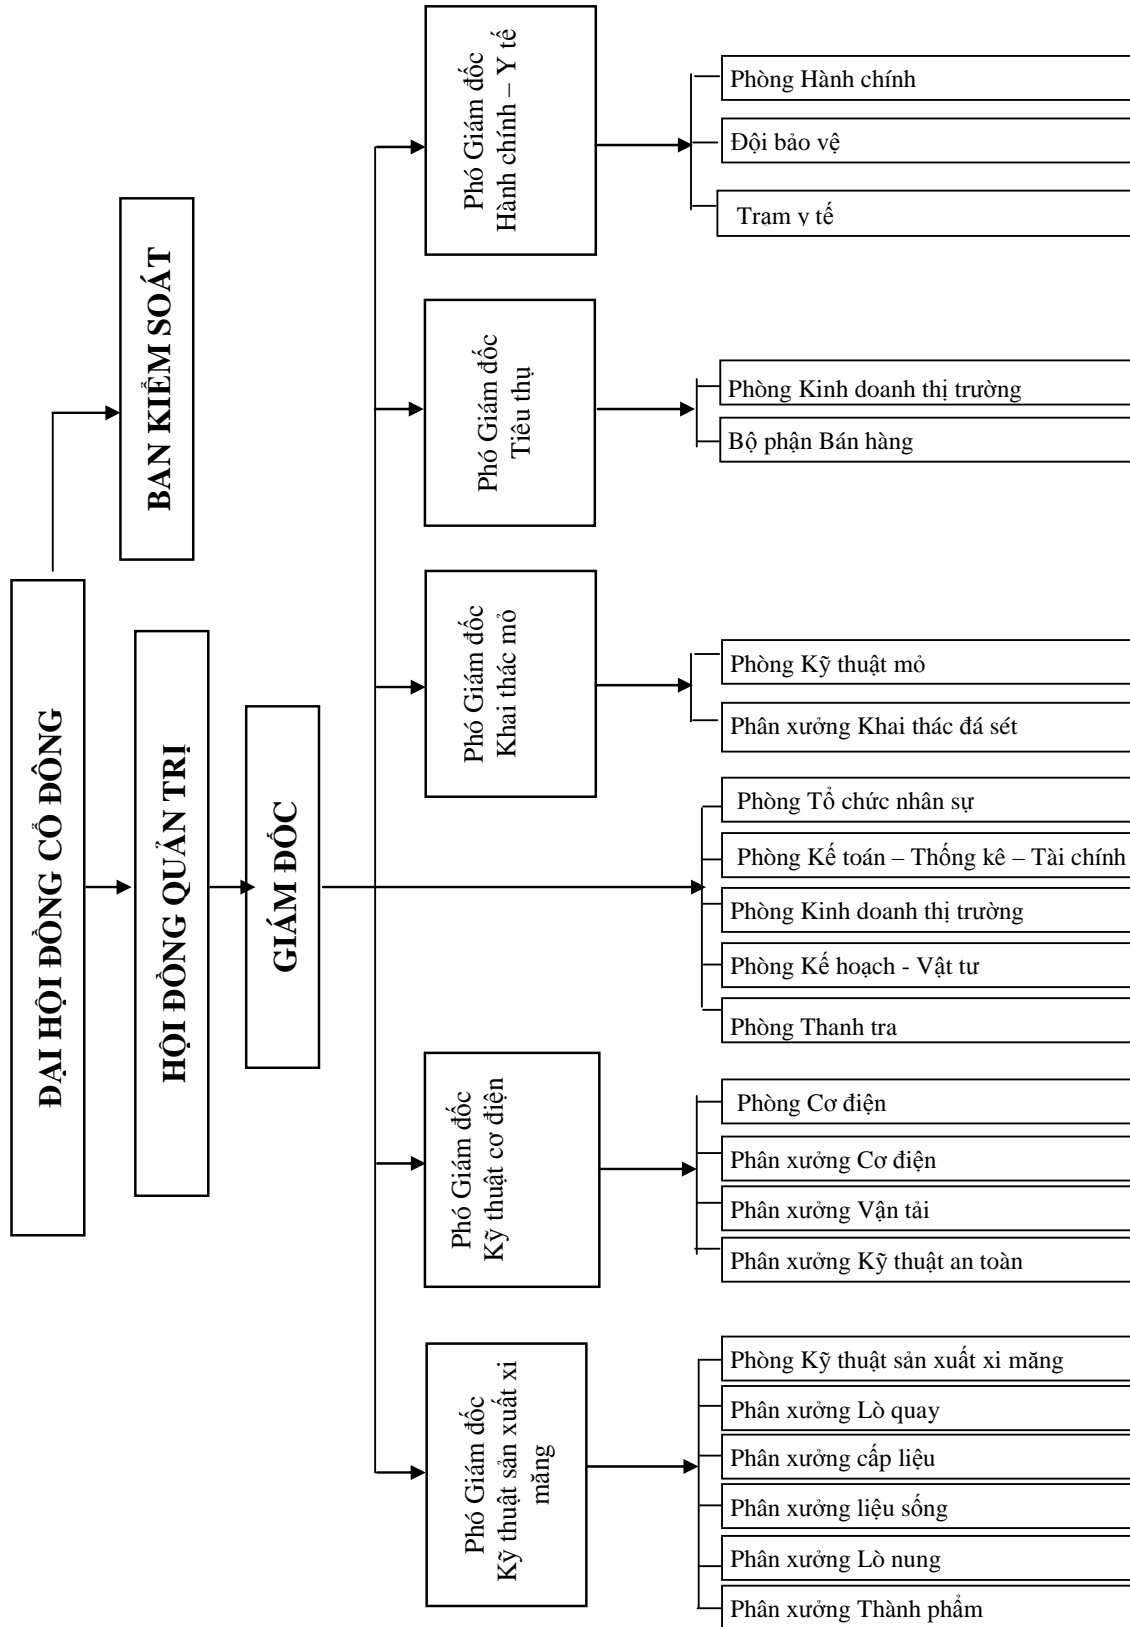 ĐẠI HỘI ĐỒNG CỔ ĐÔNG
BAN KIỂM SOÁT
HỘI ĐỒNG QUẢN TRỊ
GIÁM ĐỐC
Phó Giám đốc
Hành chính – Y tế
Phòng Hành chính
Đội bảo vệ
Trạm y tế
Phó Giám đốc
Tiêu thụ
Phòng Kinh doanh thị trường
Bộ phận Bán hàng
Phó Giám đốc
Khai thác mỏ
Phòng Kỹ thuật mỏ
Phân xưởng Khai thác đá sét
Phòng Tổ chức nhân sự
Phòng Kế toán – Thống kê – Tài chính
Phòng Kinh doanh thị trường
Phòng Kế hoạch - Vật tư
Phòng Thanh tra
Phó Giám đốc
Kỹ thuật cơ điện
Phòng Cơ điện
Phân xưởng Cơ điện
Phân xưởng Vận tải
Phân xưởng Kỹ thuật an toàn
Phó Giám đốc
Kỹ thuật sản xuất xi
măng
Phòng Kỹ thuật sản xuất xi măng
Phân xưởng Lò quay
Phân xưởng cấp liệu
Phân xưởng liệu sống
Phân xưởng Lò nung
Phân xưởng Thành phẩm